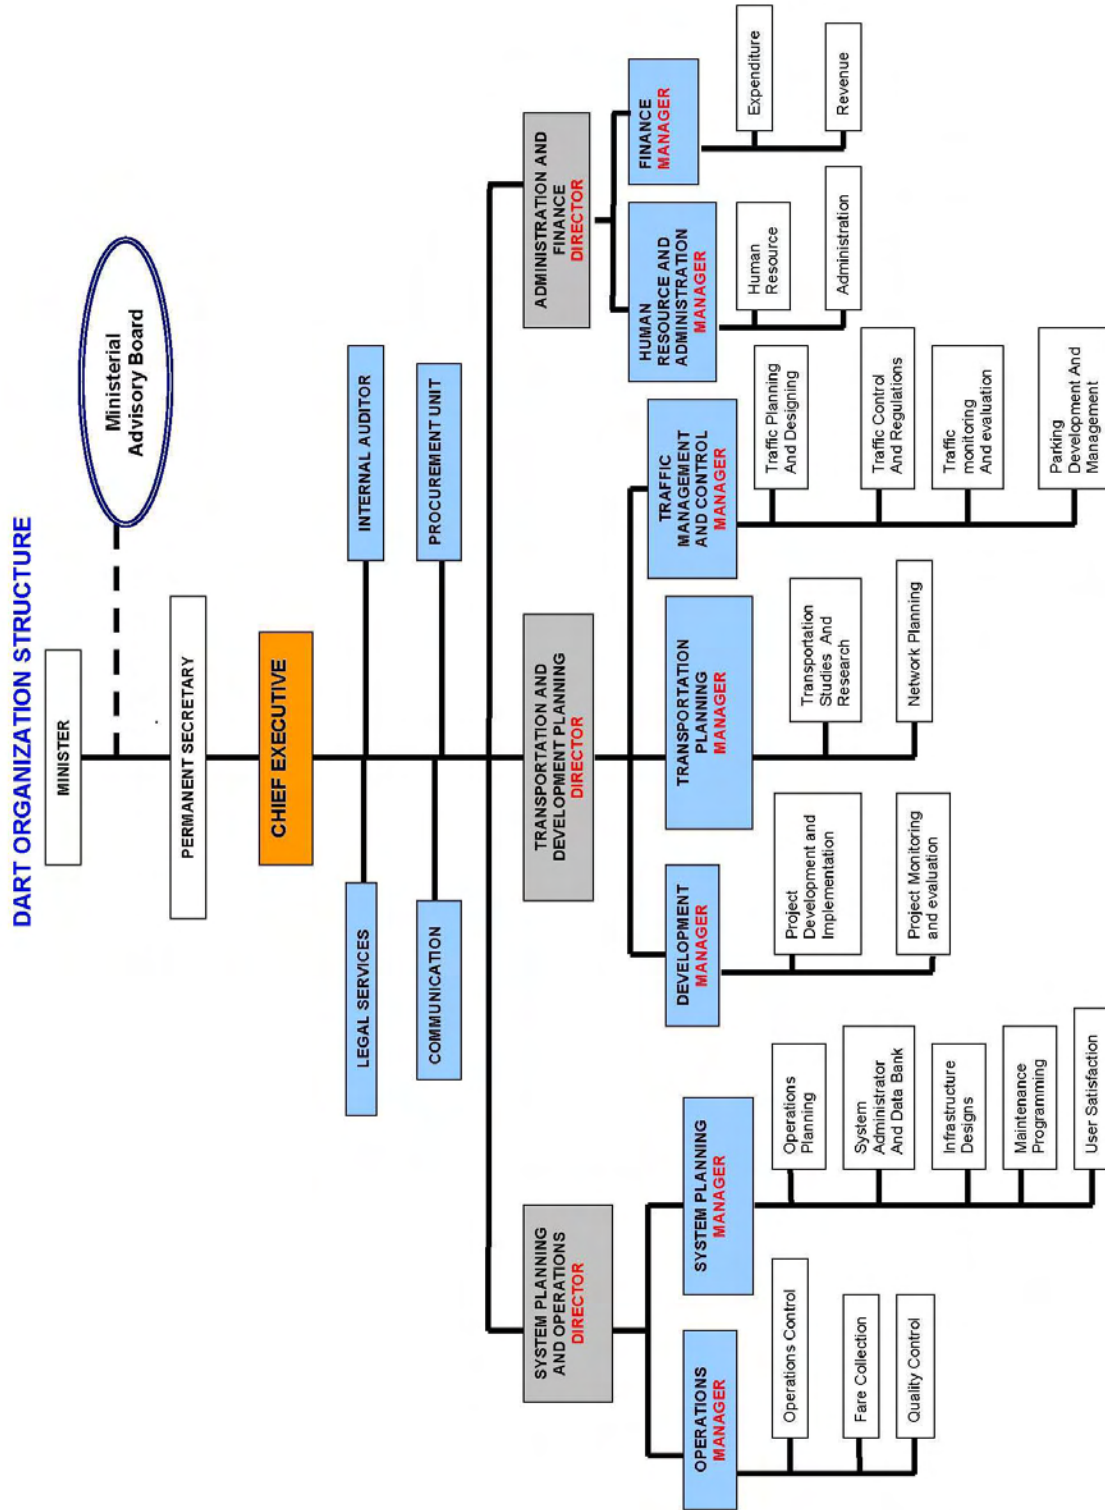 DART ORGANIZATION STRUCTURE
MINISTER
Ministerial
Advisory Board
PERMANENT SECRETARY
CHIEF EXECUTIVE
LEGAL SERVICES
INTERNAL AUDITOR
COMMUNICATION
PROCUREMENT UNIT
SYSTEM PLANNING
AND OPERATIONS
DIRECTOR
TRANSPORTATION AND
DEVELOPMENT PLANNING
DIRECTOR
ADMINISTRATION AND
FINANCE
DIRECTOR
OPERATIONS
MANAGER
SYSTEM PLANNING
MANAGER
DEVELOPMENT
MANAGER
TRANSPORTATION
PLANNING
MANAGER
TRAFFIC
MANAGEMENT
AND CONTROL
MANAGER
HUMAN
RESOURCE AND
ADMINISTRATION
MANAGER
FINANCE
MANAGER
Operations Control
Fare Collection
Quality Control
Operations
Planning
System
Administrator
And Data Bank
Infrastructure
Designs
Maintenance
Programming
User Satisfaction
Project
Development and
Implementation
Project Monitoring
and evaluation
Transportation
Studies And
Research
Network Planning
Traffic Planning
And Designing
Traffic Control
And Regulations
Traffic
monitoring
And evaluation
Parking
Development And
Management
Human
Resource
Administration
Expenditure
Revenue